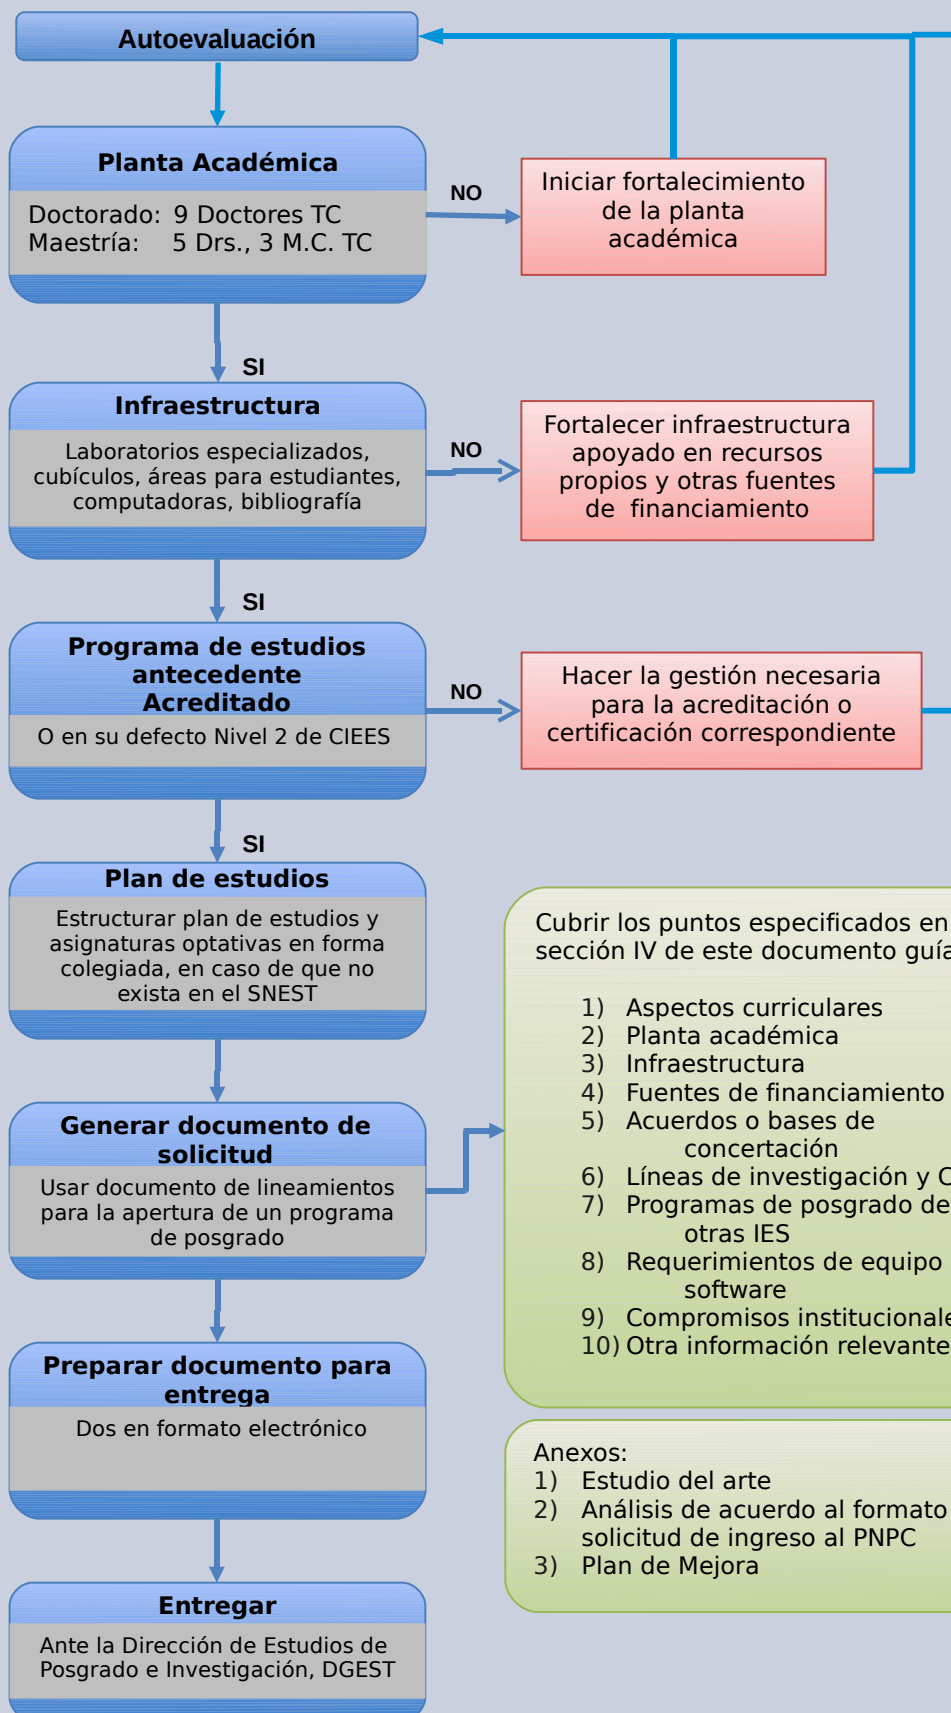 Autoevaluación
Planta Académica
Doctorado: 9 Doctores TC
Maestría: 5 Drs., 3 M.C. TC
NO
Iniciar fortalecimiento
de la planta
académica
SI
Infraestructura
Laboratorios especializados,
cubículos, áreas para estudiantes,
computadoras, bibliografía
NO
Fortalecer infraestructura
apoyado en recursos
propios y otras fuentes
de financiamiento
SI
Programa de estudios
antecedente
Acreditado
O en su defecto Nivel 2 de CIEES
NO
Hacer la gestión necesaria
para la acreditación o
certificación correspondiente
SI
Plan de estudios
Estructurar plan de estudios y
asignaturas optativas en forma
colegiada, en caso de que no
exista en el SNEST
Generar documento de
solicitud
Usar documento de lineamientos
para la apertura de un programa
de posgrado
Cubrir los puntos especificados en
sección IV de este documento guía
1) Aspectos curriculares
2) Planta académica
3) Infraestructura
4) Fuentes de financiamiento
5) Acuerdos o bases de
concertación
6) Líneas de investigación y
7) Programas de posgrado de
otras IES
8) Requerimientos de equipo
software
9) Compromisos
10) Otra información relevante
Preparar documento para
entrega
Dos en formato electrónico
Anexos:
1) Estudio del arte
2) Análisis de acuerdo al formato
solicitud de ingreso al PNPC
3) Plan de Mejora
Entregar
Ante la Dirección de Estudios de
Posgrado e Investigación, DGEST